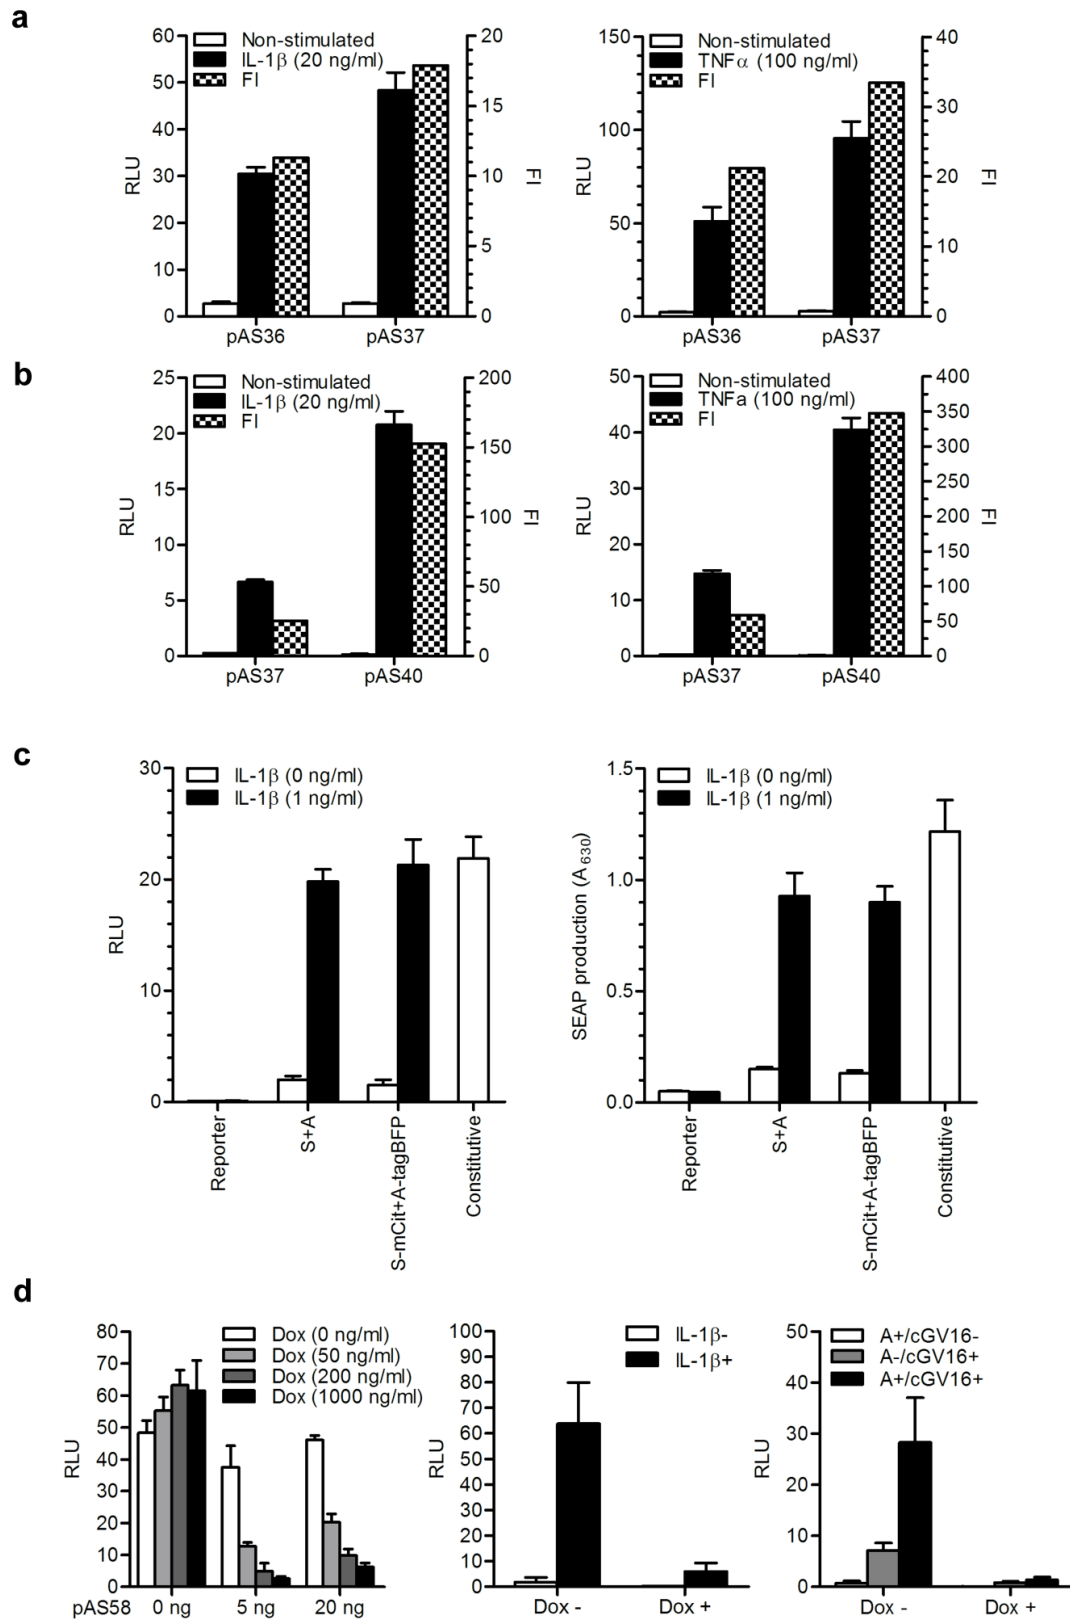 a
60
50
40
30
20
10
0
RLU
Non-stimulated
IL-1β (20 ng/ml)
FI
20
15
10
5
0
FI
pAS36 pAS37
150
100
50
0
RLU
Non-stimulated
TNFα (100 ng/ml)
FI
40
30
20
10
0
FI
pAS36 pAS37
b
25
20
15
10
5
0
RLU
Non-stimulated
IL-1β (20 ng/ml)
FI
200
150
100
50
0
FI
pAS37 pAS40
50
40
30
20
10
0
RLU
Non-stimulated
TNFa (100 ng/ml)
FI
400
350
300
250
200
150
100
50
0
FI
pAS37 pAS40
c
30
20
10
0
RLU
IL-1β (0 ng/ml)
IL-1β (1 ng/ml)
Reporter
S+A
S-mCit+A-tagBFP
Constitutive
1.5
1.0
0.5
0.0
SEAP production (A630)
IL-1β (0 ng/ml)
IL-1β (1 ng/ml)
Reporter
S+A
S-mCit+A-tagBFP
Constitutive
d
80
70
60
50
40
30
20
10
0
RLU
Dox (0 ng/ml)
Dox (50 ng/ml)
Dox (200 ng/ml)
Dox (1000 ng/ml)
pAS58 0 ng 5 ng 20 ng
100
90
80
70
60
50
40
30
20
10
0
RLU
IL-1β-
IL-1β+
Dox - Dox +
50
40
30
20
10
0
RLU
A+/cGV16-
A-/cGV16+
A+/cGV16+
Dox - Dox +